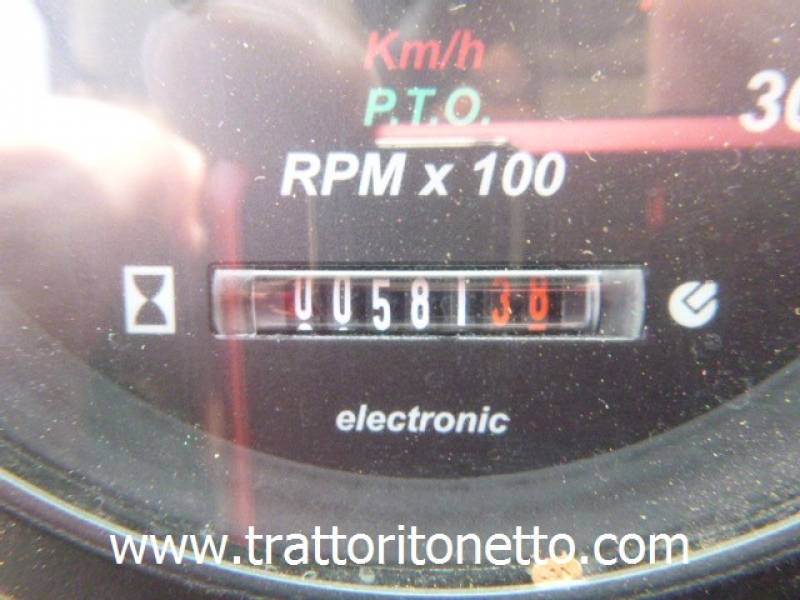 Km/h
P.T.O.
30
RPM x 100
0058138
electronic
www.trattoritonetto.com